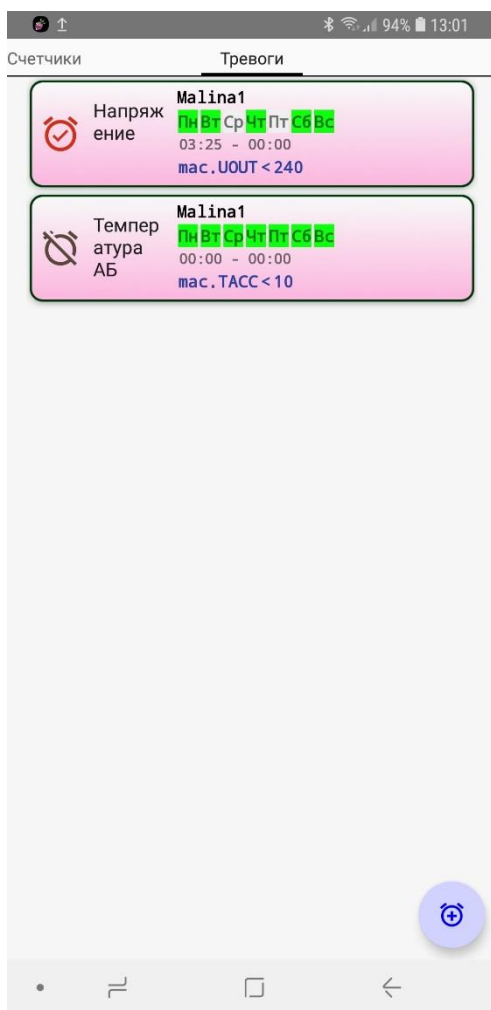 94% 13:01
Счетчики Тревоги
Напряж
ение
Malina1
Пн Вт Ср Чт Пт Сб Вс
03:25 - 00:00
mac.UOUT < 240
Темпер
атура
АБ
Malina1
Пн Вт Ср Чт Пт Сб Вс
00:00 - 00:00
mac.TACC < 10